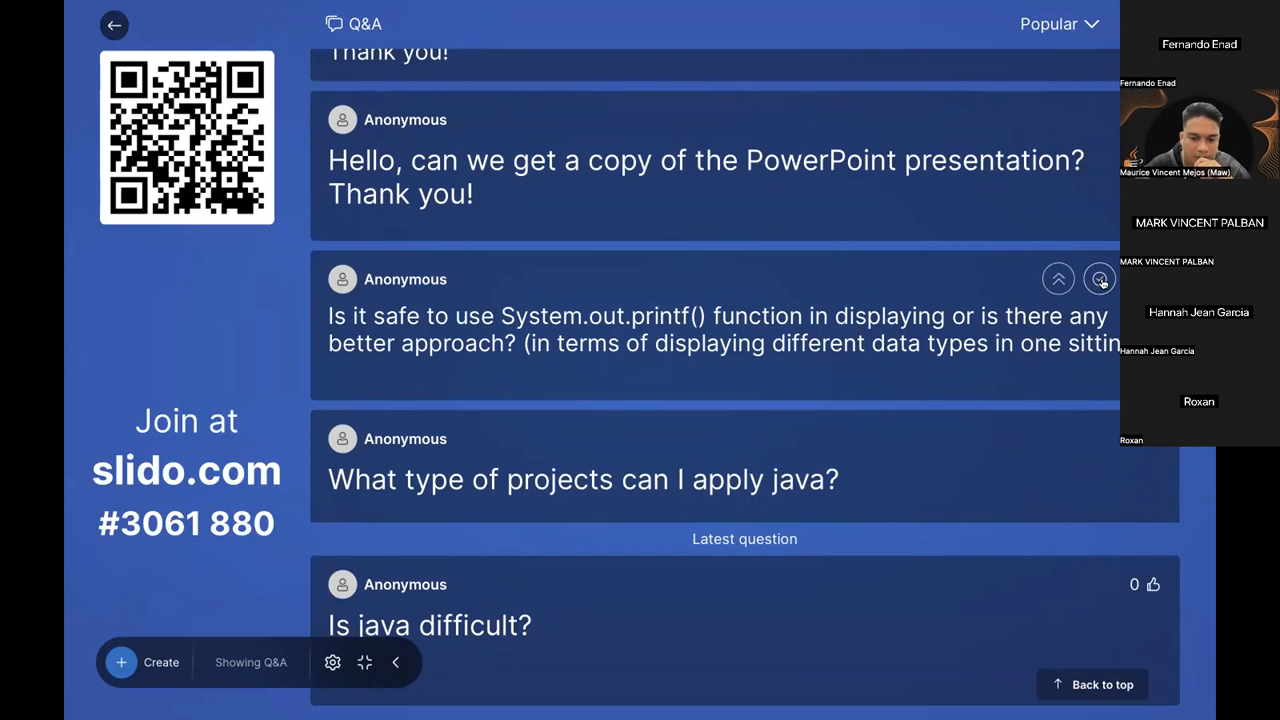 Q&A
Popular
Thank you!
Anonymous
Hello, can we get a copy of the PowerPoint presentation?
Thank you!
Anonymous
Is it safe to use System.out.printf() function in displaying or is there any
better approach? (in terms of displaying different data types in one sittin
Anonymous
What type of projects can I apply java?
Latest question
Anonymous
0
Is java difficult?
Back to top
Join at
slido.com
#3061 880
Create
Showing Q&A
Fernando Enad
Fernando Enad
Maurice Vincent Mejos (Maw)
MARK VINCENT PALBAN
MARK VINCENT PALBAN
Hannah Jean Garcia
Hannah Jean Garcia
Roxan
Roxan